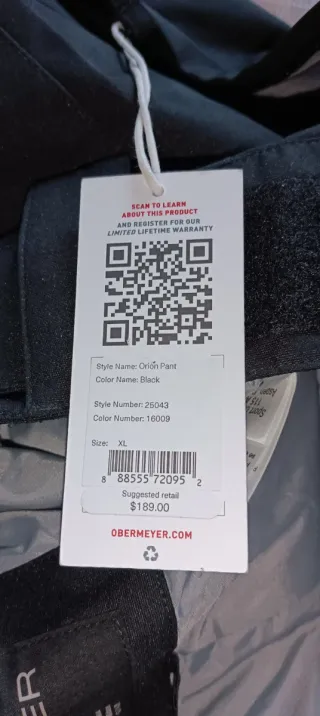 SCAN TO LEARN
ABOUT THIS PRODUCT
AND REGISTER FOR OUR
LIMITED LIFETIME WARRANTY
Style Name: Orion Pant
Color Name: Black
Style Number: 25043
Color Number: 16009
Size: XL
8 88555 72095 2
Suggested retail
$189.00
OBERMEYER.COM
ER